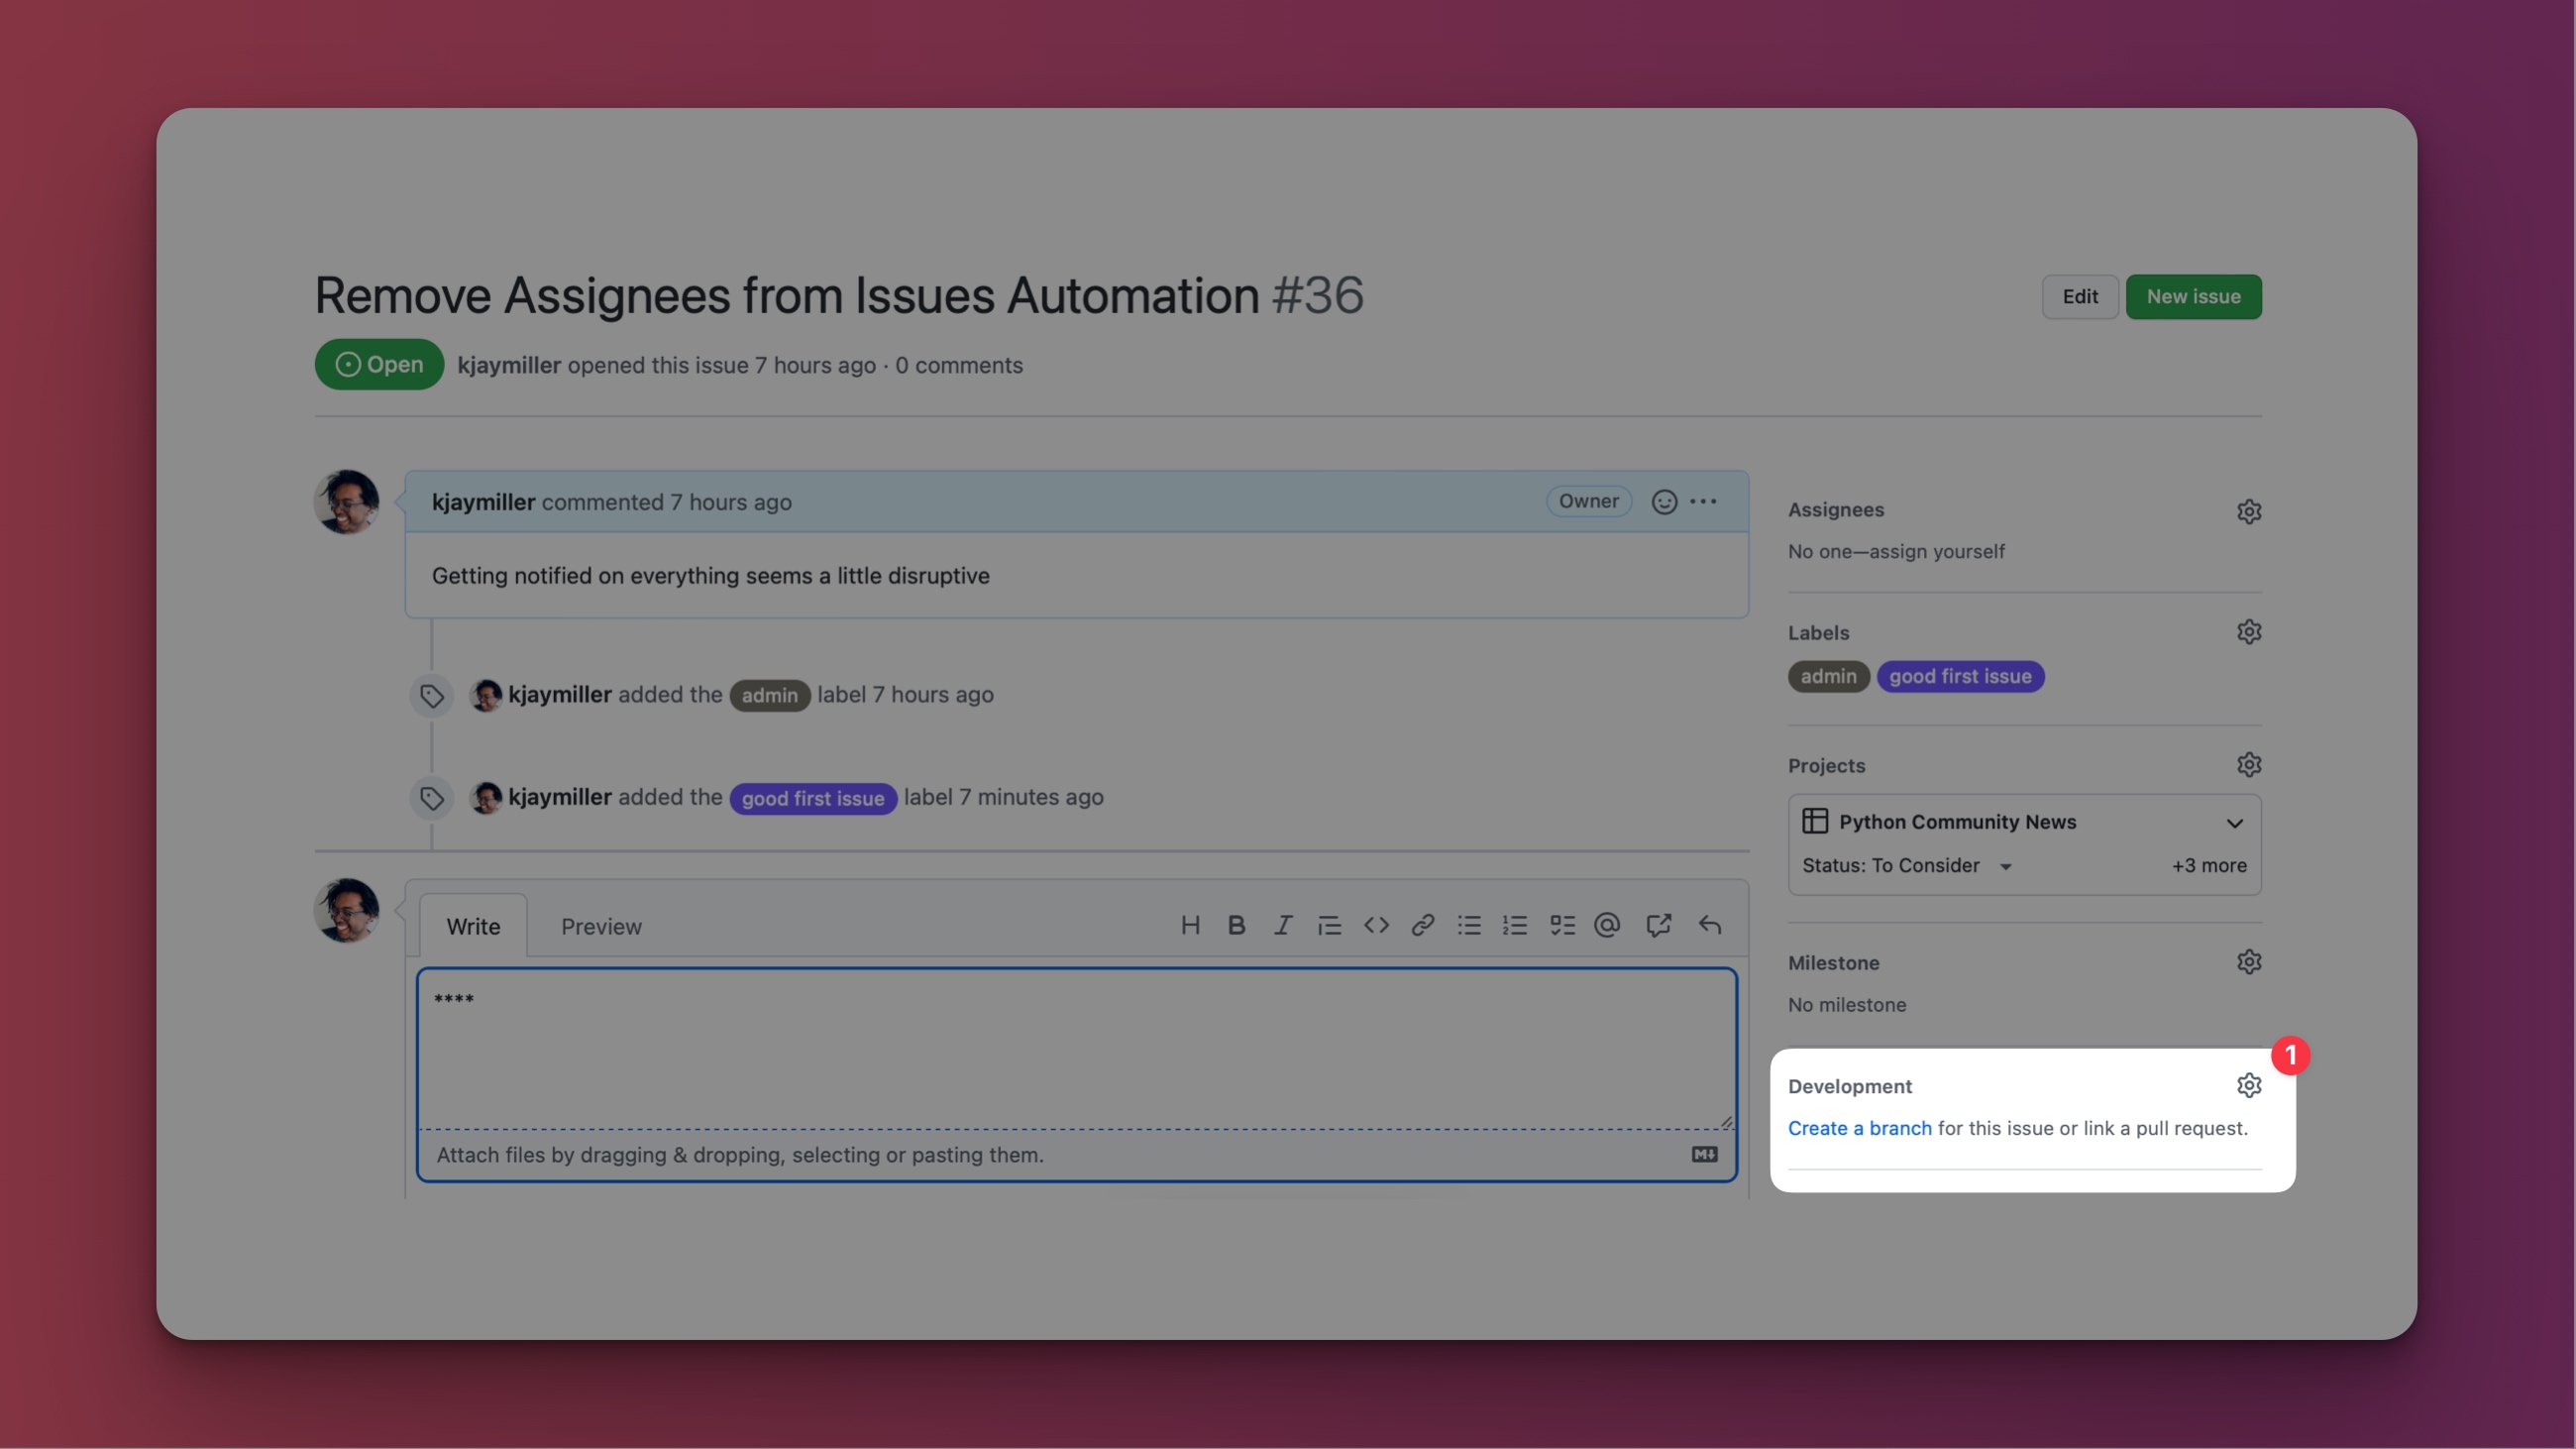 Remove Assignees from Issues Automation #36
Edit
New issue
Open
kjaymiller opened this issue 7 hours ago · 0 comments
kjaymiller commented 7 hours ago
Owner
Getting notified on everything seems a little disruptive
kjaymiller added the admin label 7 hours ago
kjaymiller added the good first issue label 7 minutes ago
Write
Preview
****
Attach files by dragging & dropping, selecting or pasting them.
Assignees
No one—assign yourself
Labels
admin
good first issue
Projects
Python Community News
Status: To Consider
+3 more
Milestone
No milestone
1
Development
Create a branch for this issue or link a pull request.